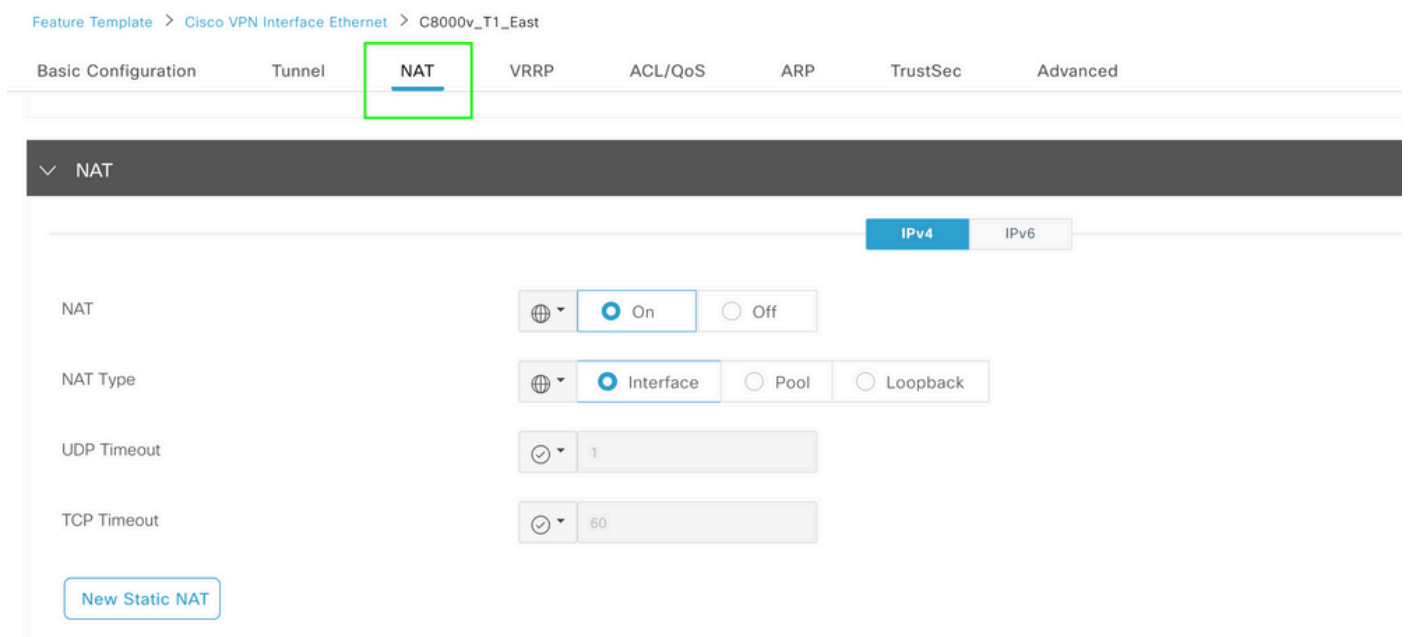 Feature Template > Cisco VPN Interface Ethernet > C8000v_T1_East
Basic Configuration Tunnel NAT VRRP ACL/QoS ARP TrustSec Advanced
NAT
IPv4 IPv6
NAT On Off
NAT Type Interface Pool Loopback
UDP Timeout 1
TCP Timeout 60
New Static NAT